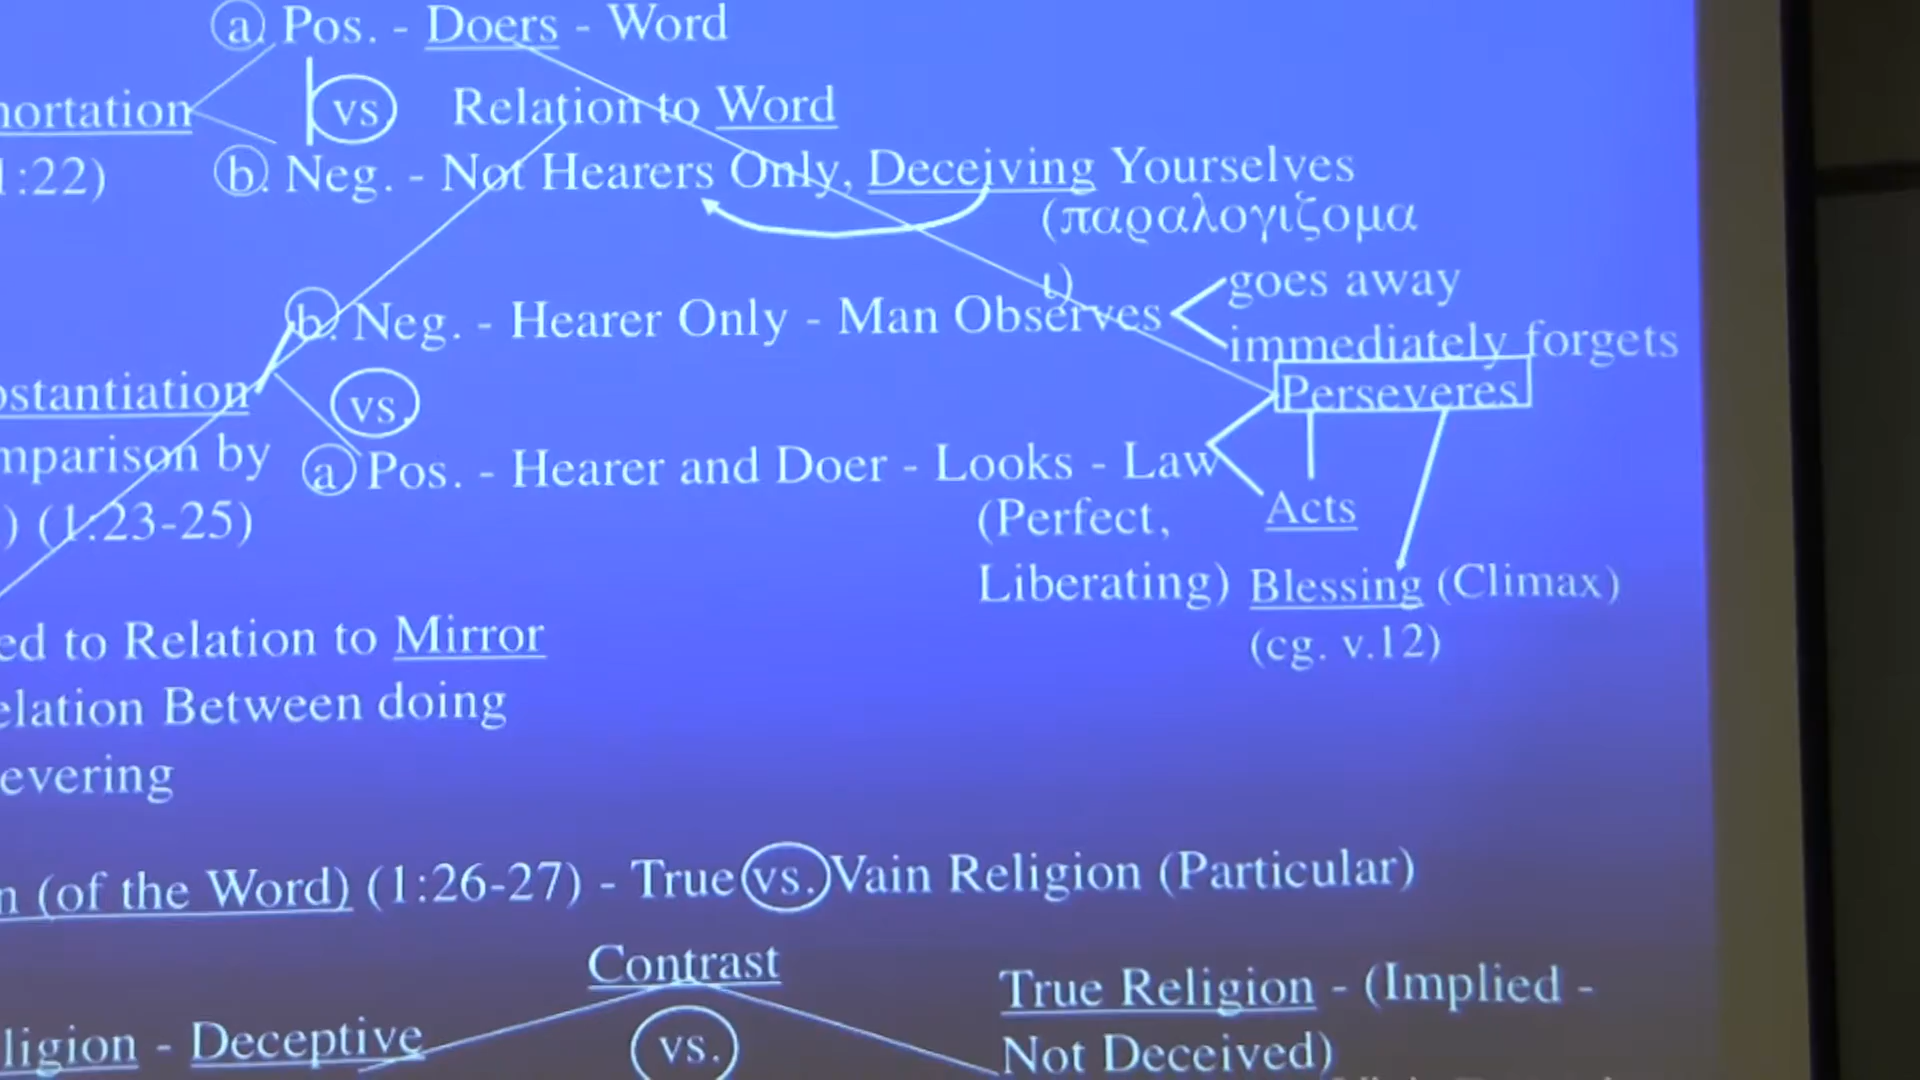 a. Pos. - Doers - Word
hortation
vs Relation to Word
1:22)
b. Neg. - Not Hearers Only, Deceiving Yourselves
(παραλογιζομα
ι)
goes away
b. Neg. - Hearer Only - Man Observes
immediately forgets
Perseveres
bstantiation
vs.
mparison by
a. Pos. - Hearer and Doer - Looks - Law
) (1:23-25)
(Perfect,
Acts
Liberating)
Blessing (Climax)
(cg. v.12)
ed to Relation to Mirror
elation Between doing
evering
n (of the Word) (1:26-27) - True vs. Vain Religion (Particular)
Contrast
True Religion - (Implied -
ligion - Deceptive
vs.
Not Deceived)